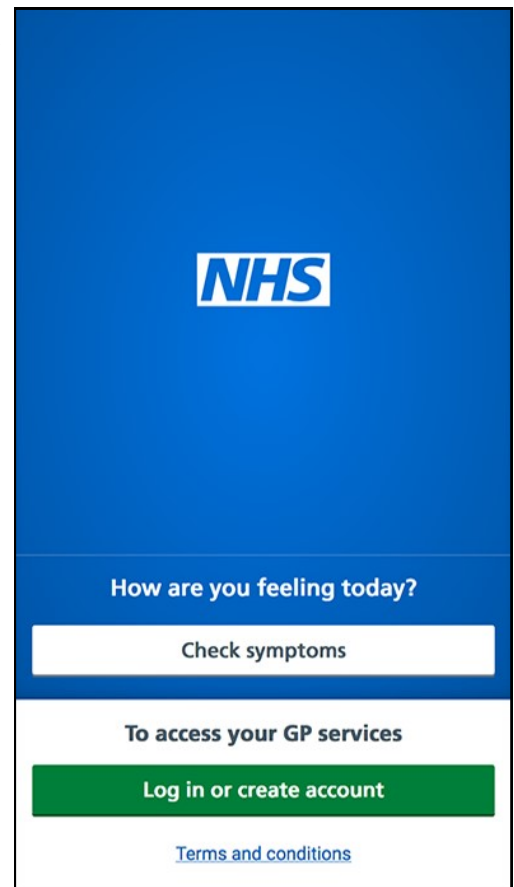 NHS
How are you feeling today?
Check symptoms
To access your GP services
Log in or create account
Terms and conditions